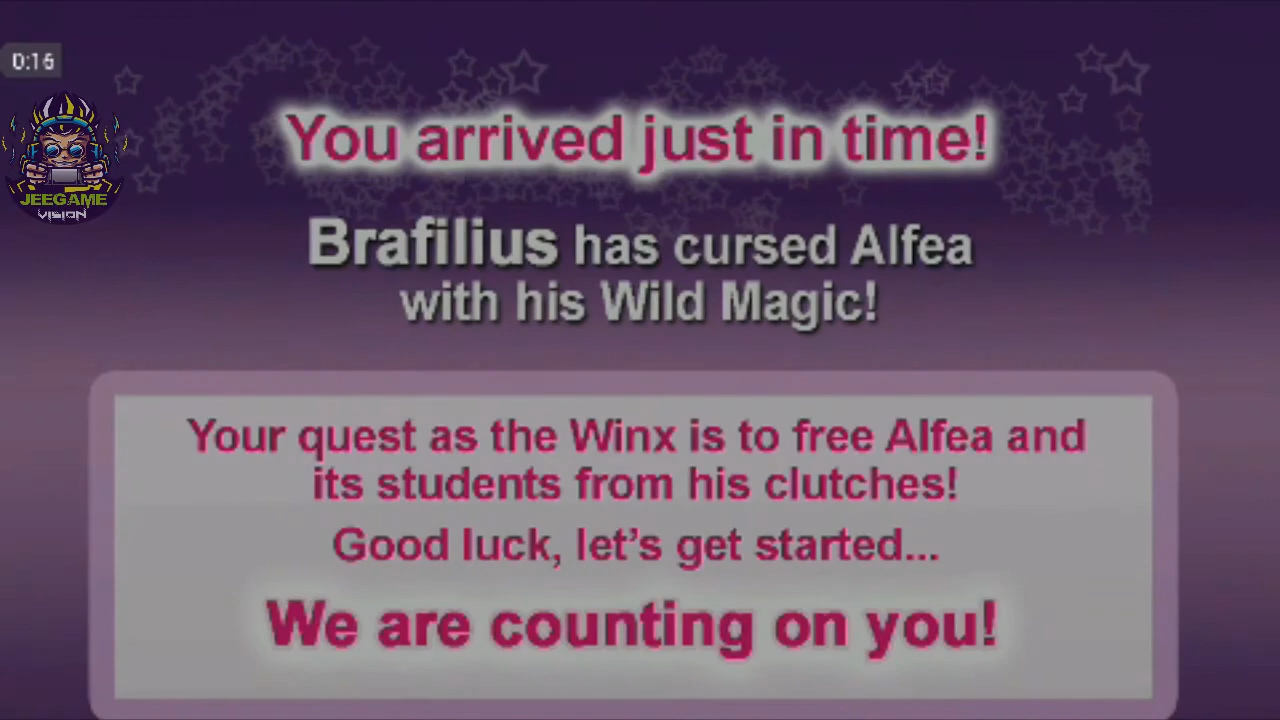 0:16
JEEGAME
VISION
You arrived just in time!
Brafilius has cursed Alfea
with his Wild Magic!
Your quest as the Winx is to free Alfea and
its students from his clutches!
Good luck, let's get started...
We are counting on you!